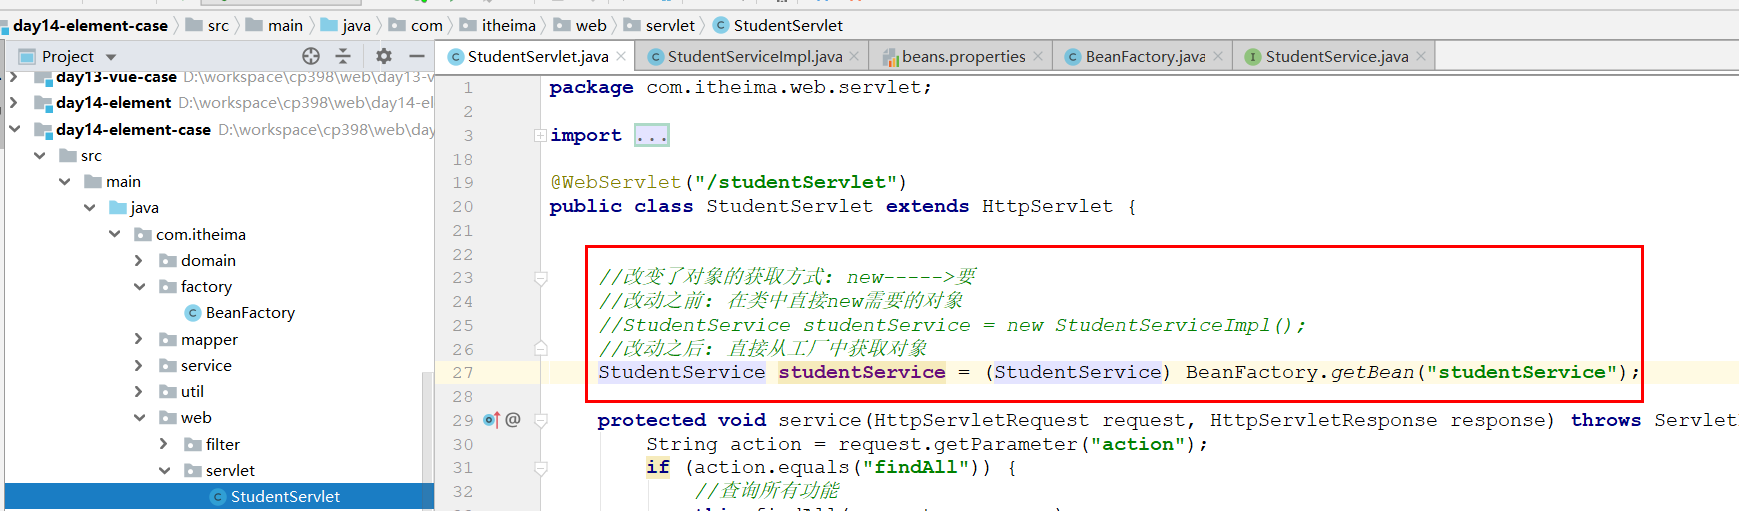 day14-element-case src main java com itheima web servlet StudentServlet
Project
StudentServlet.java StudentServiceImpl.java beans.properties BeanFactory.java StudentService.java
day13-vue-case D:\workspace\cp398\web\day13-v
day14-element D:\workspace\cp398\web\day14-el
day14-element-case D:\workspace\cp398\web\day
src
main
java
com.itheima
domain
factory
BeanFactory
mapper
service
util
web
filter
servlet
StudentServlet
1 package com.itheima.web.servlet;
2
3 import ...
18
19 @WebServlet("/studentServlet")
20 public class StudentServlet extends HttpServlet {
21
22
23 //改变了对象的获取方式: new----->要
24 //改动之前: 在类中直接new需要的对象
25 //StudentService studentService = new StudentServiceImpl();
26 //改动之后: 直接从工厂中获取对象
27 StudentService studentService = (StudentService) BeanFactory.getBean("studentService");
28
29 protected void service(HttpServletRequest request, HttpServletResponse response) throws Servlet
30 String action = request.getParameter("action");
31 if (action.equals("findAll")) {
32 //查询所有功能